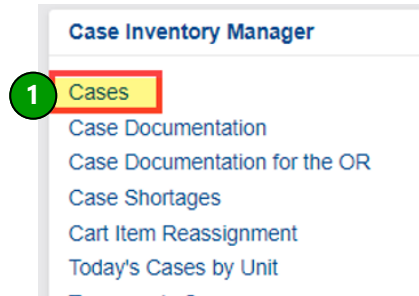 Case Inventory Manager
1 Cases
Case Documentation
Case Documentation for the OR
Case Shortages
Cart Item Reassignment
Today's Cases by Unit